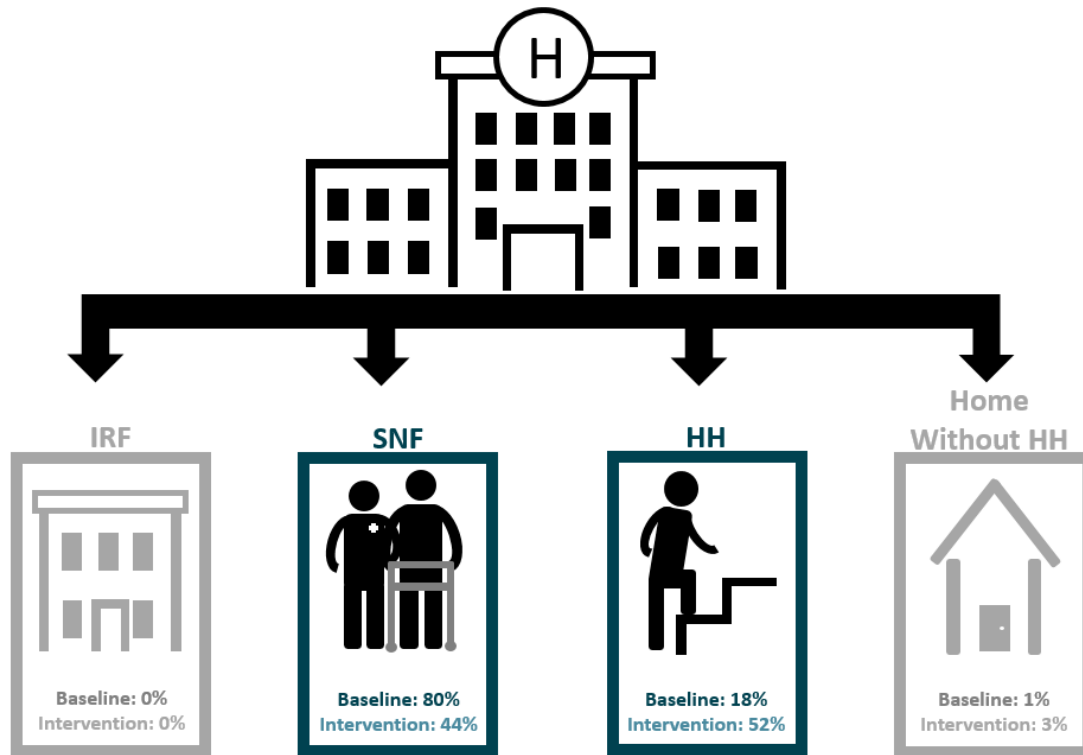 H
Home
IRF SNF HH Without HH
Baseline: 0% Baseline: 80% Baseline: 18% Baseline: 1%
Intervention: 0% Intervention: 44% Intervention: 52% Intervention: 3%